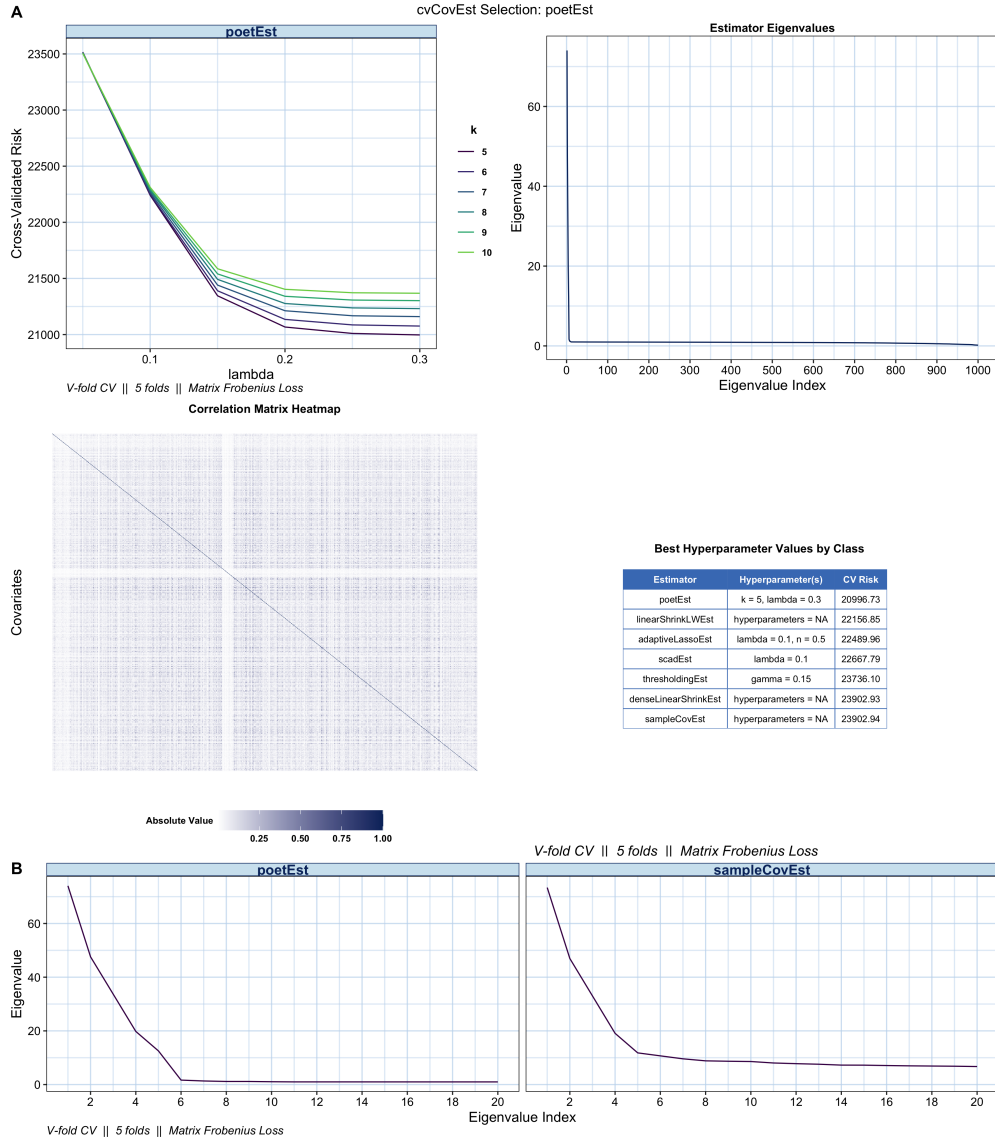 A
cvCovEst Selection: poetEst
poetEst
23500
23000
22500
22000
21500
21000
Cross-Validated Risk
0.1 0.2 0.3
lambda
V-fold CV || 5 folds || Matrix Frobenius Loss
k
5
6
7
8
9
10
Estimator Eigenvalues
60
40
20
0
Eigenvalue
0 100 200 300 400 500 600 700 800 900 1000
Eigenvalue Index
Correlation Matrix Heatmap
Covariates
Absolute Value
0.25 0.50 0.75 1.00
Best Hyperparameter Values by Class
Estimator Hyperparameter(s) CV Risk
poetEst k = 5, lambda = 0.3 20996.73
linearShrinkLWEst hyperparameters = NA 22156.85
adaptiveLassoEst lambda = 0.1, n = 0.5 22489.96
scadEst lambda = 0.1 22667.79
thresholdingEst gamma = 0.15 23736.10
denseLinearShrinkEst hyperparameters = NA 23902.93
sampleCovEst hyperparameters = NA 23902.94
V-fold CV || 5 folds || Matrix Frobenius Loss
B
poetEst
sampleCovEst
60
40
20
0
Eigenvalue
2 4 6 8 10 12 14 16 18 20
2 4 6 8 10 12 14 16 18 20
Eigenvalue Index
V-fold CV || 5 folds || Matrix Frobenius Loss